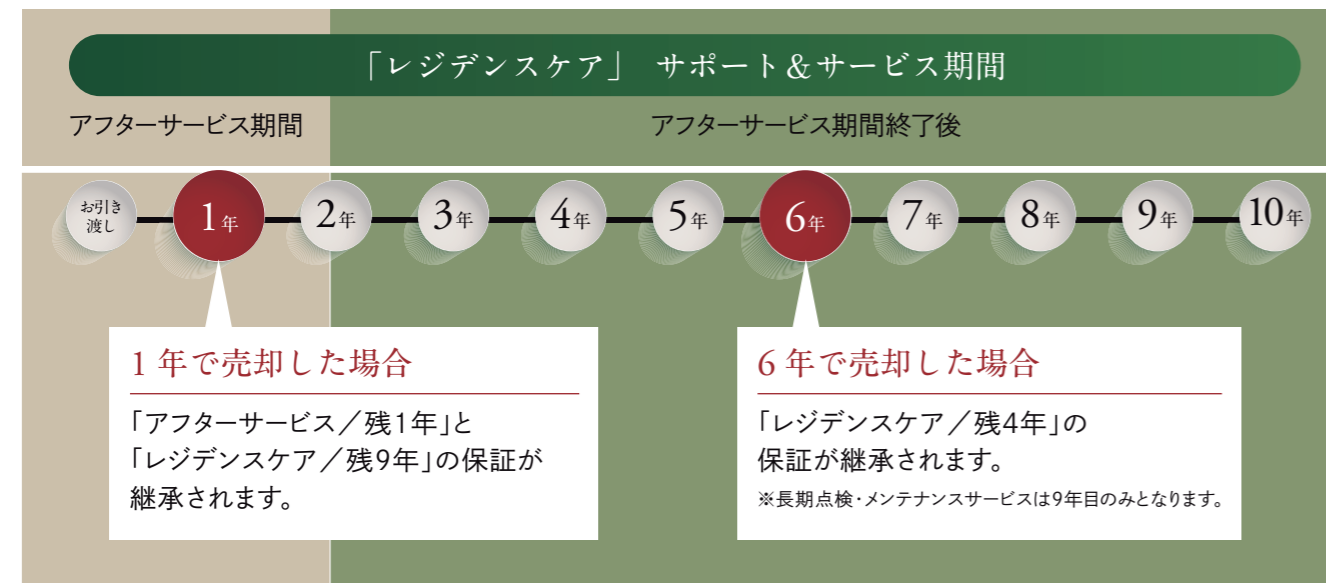 「レジデンスケア」 サポート&サービス期間
アフターサービス期間
アフターサービス期間終了後
お引き
渡し
1年
2年
3年
4年
5年
6年
7年
8年
9年
10年
1年で売却した場合
「アフターサービス／残1年」と
「レジデンスケア／残9年」の保証が
継承されます。
6年で売却した場合
「レジデンスケア／残4年」の
保証が継承されます。
※長期点検・メンテナンスサービスは9年目のみとなります。